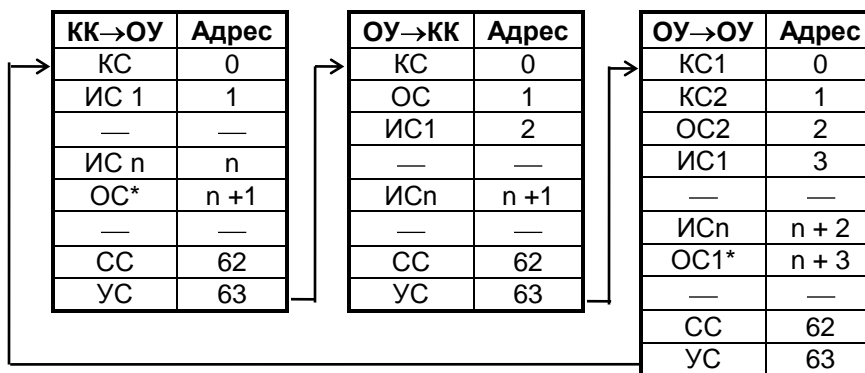 КК→ОУ Адрес
КС 0
ИС 1 1
— —
ИС n n
ОС* n +1
— —
СС 62
УС 63
ОУ→КК Адрес
КС 0
ОС 1
ИС1 2
— —
ИСn n +1
— —
СС 62
УС 63
ОУ→ОУ Адрес
КС1 0
КС2 1
ОС2 2
ИС1 3
— —
ИСn n + 2
ОС1* n + 3
— —
СС 62
УС 63